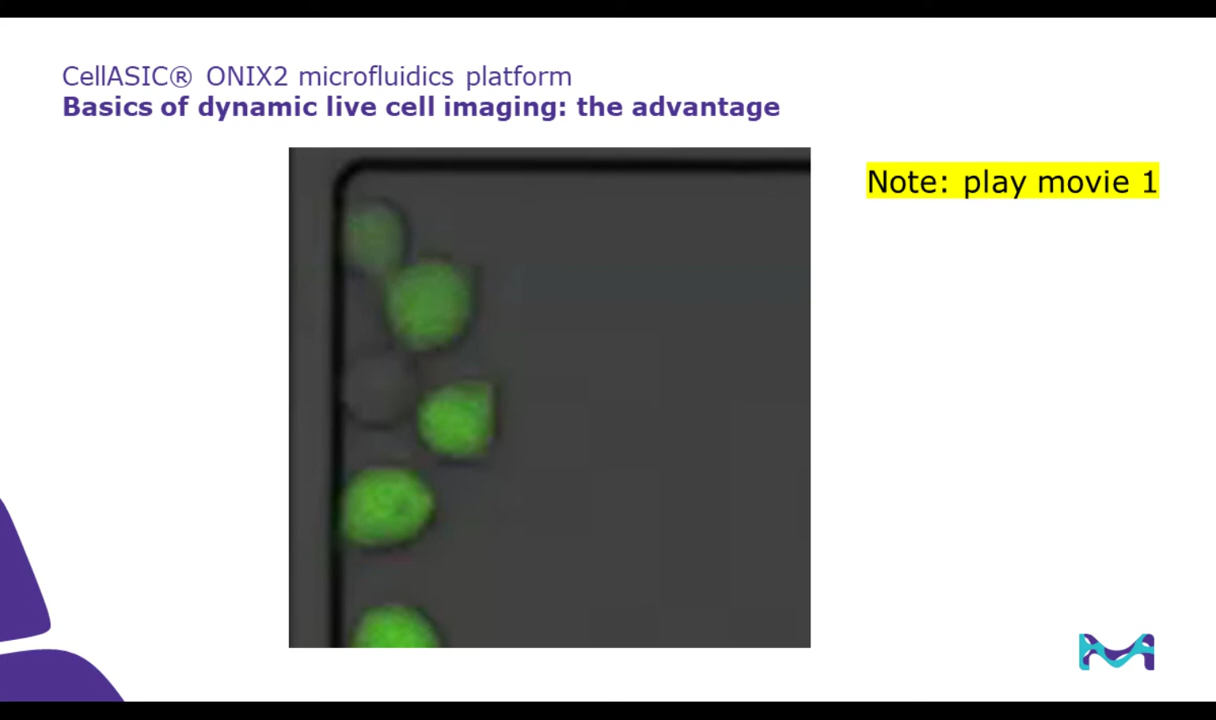 CellASIC® ONIX2 microfluidics platform
Basics of dynamic live cell imaging: the advantage
Note: play movie 1